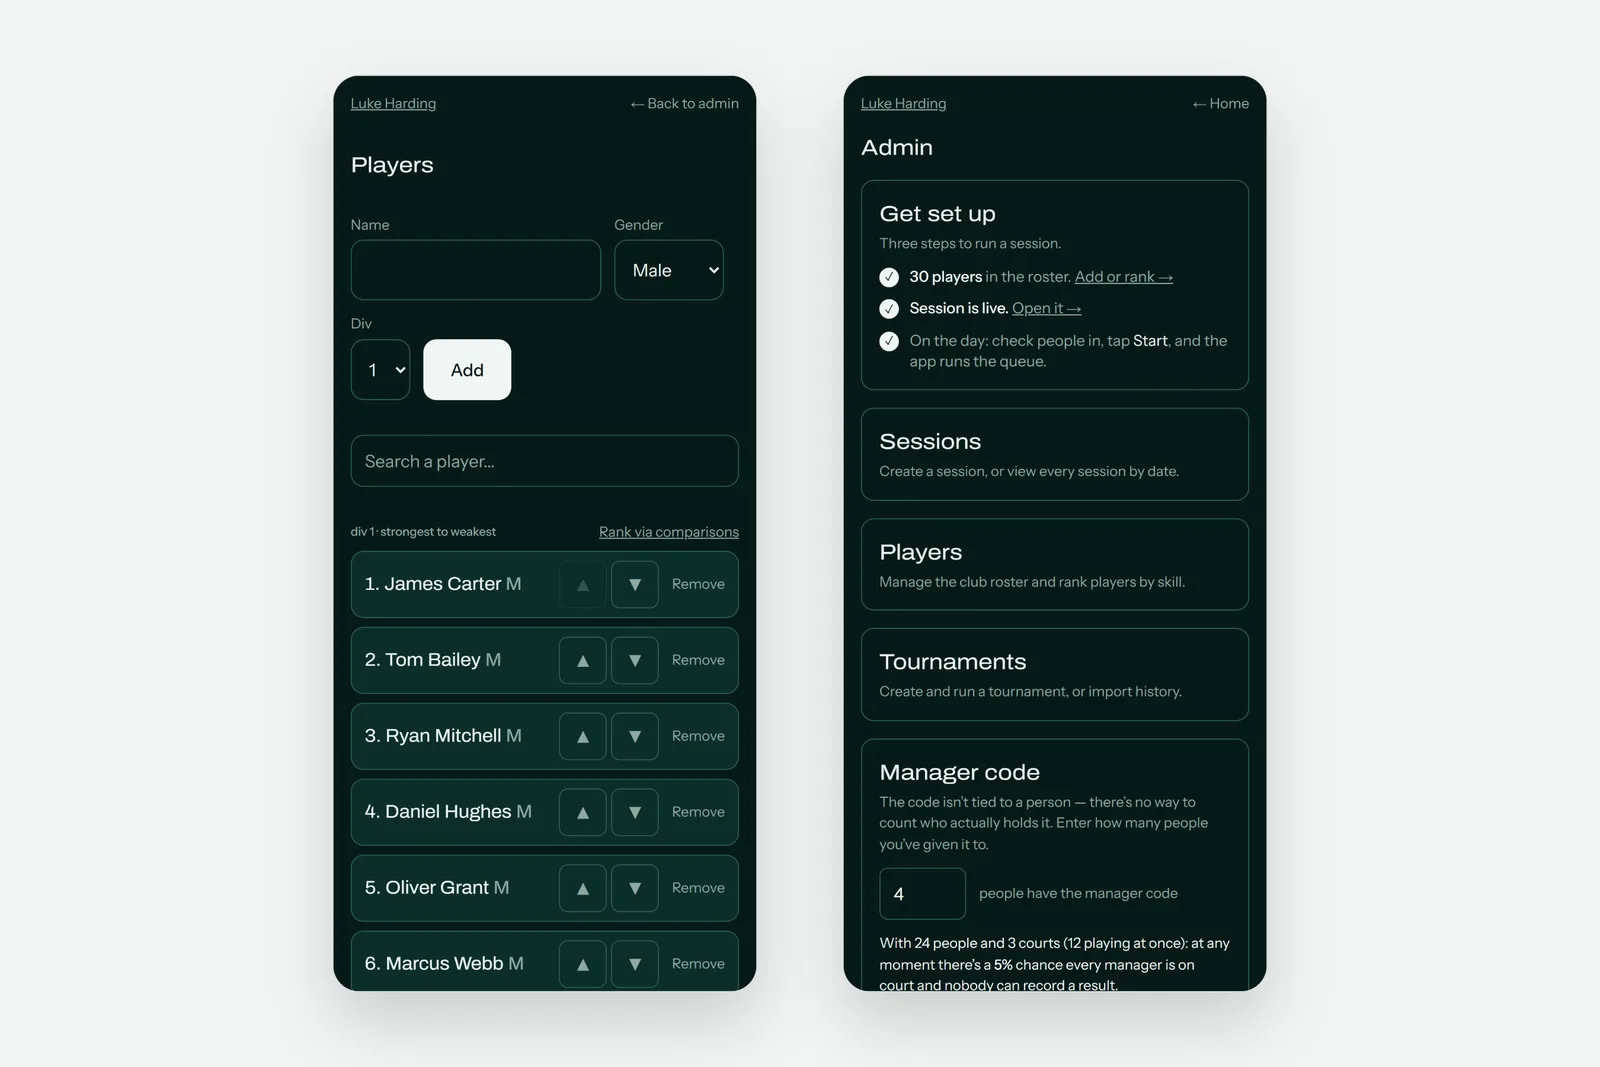 Luke Harding
← Back to admin
Players
Name
Gender
Male
Div
1
Add
Search a player...
div 1 · strongest to weakest
Rank via comparisons
1. James Carter M
▲
▼
Remove
2. Tom Bailey M
▲
▼
Remove
3. Ryan Mitchell M
▲
▼
Remove
4. Daniel Hughes M
▲
▼
Remove
5. Oliver Grant M
▲
▼
Remove
6. Marcus Webb M
▲
▼
Remove
Luke Harding
← Home
Admin
Get set up
Three steps to run a session.
✓ 30 players in the roster. Add or rank →
✓ Session is live. Open it →
✓ On the day: check people in, tap Start, and the
app runs the queue.
Sessions
Create a session, or view every session by date.
Players
Manage the club roster and rank players by skill.
Tournaments
Create and run a tournament, or import history.
Manager code
The code isn't tied to a person — there's no way to
count who actually holds it. Enter how many people
you've given it to.
4
people have the manager code
With 24 people and 3 courts (12 playing at once): at any
moment there's a 5% chance every manager is on
court and nobody can record a result.